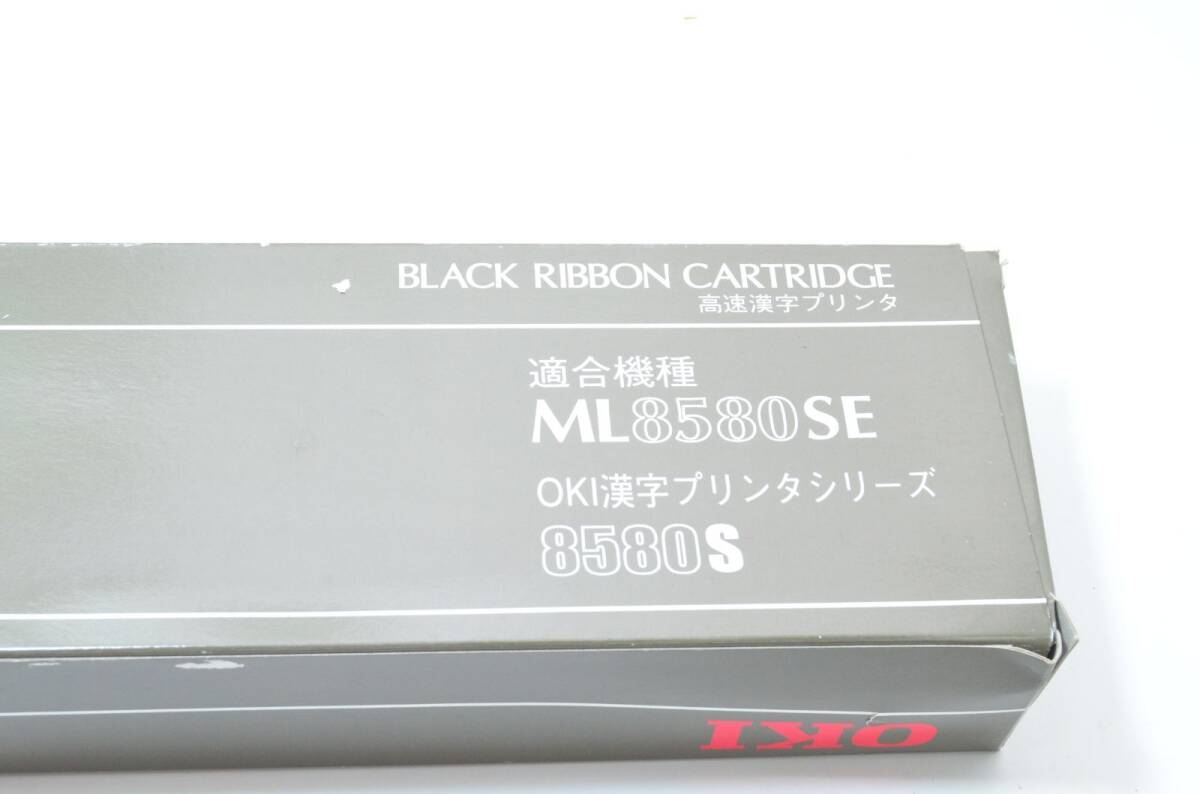 BLACK RIBBON CARTRIDGE
高速漢字プリンタ
適合機種
ML8580SE
OKI漢字プリンタシリーズ
8580S
OKI